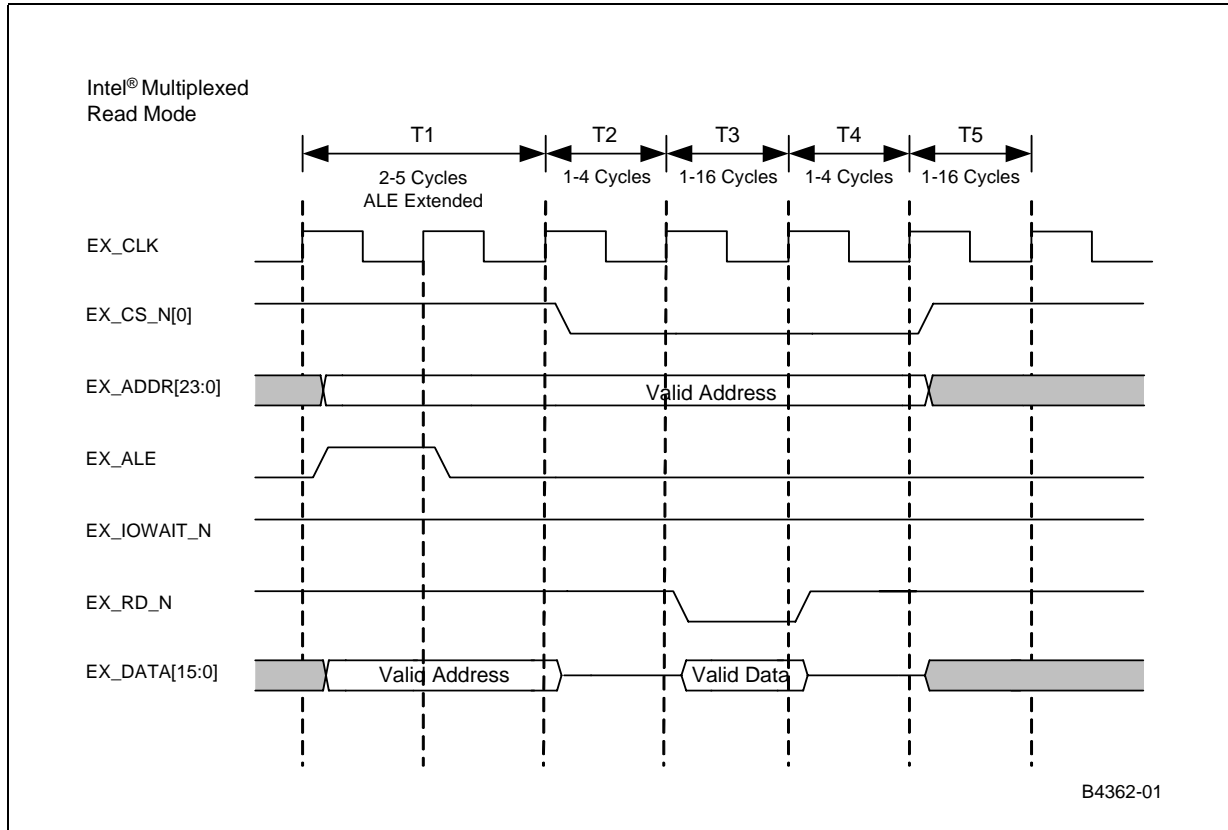 Intel® Multiplexed
Read Mode
T1 T2 T3 T4 T5
2-5 Cycles 1-4 Cycles 1-16 Cycles 1-4 Cycles 1-16 Cycles
ALE Extended
EX_CLK
EX_CS_N[0]
EX_ADDR[23:0] Valid Address
EX_ALE
EX_IOWAIT_N
EX_RD_N
EX_DATA[15:0] Valid Address Valid Data
B4362-01